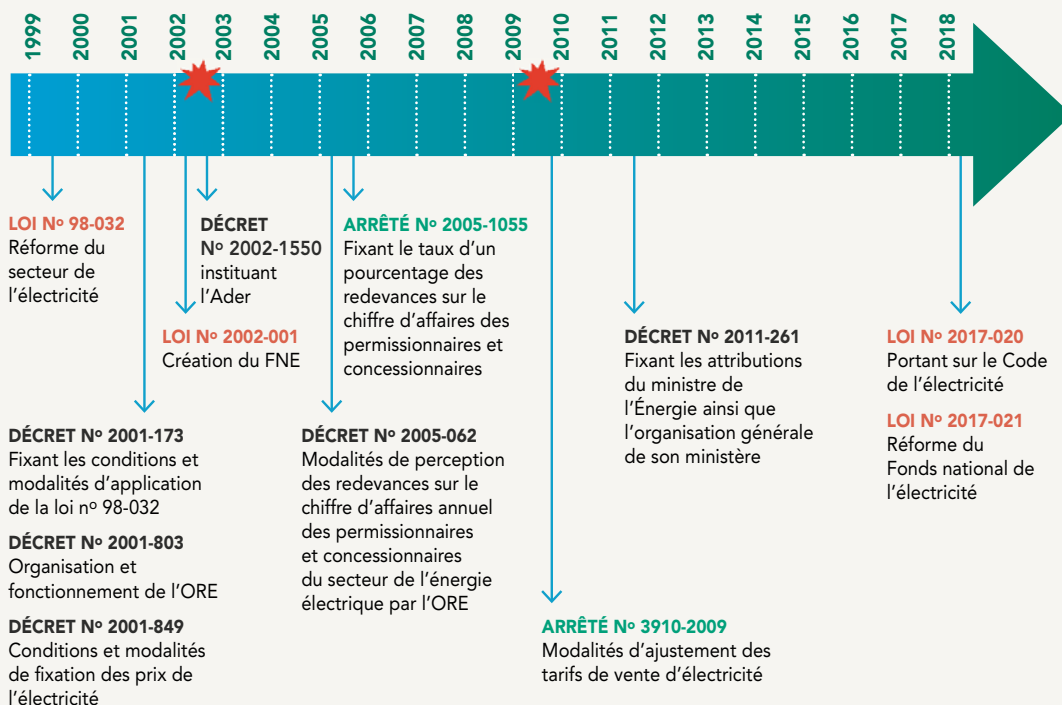 1999 2000 2001 2002 2003 2004 2005 2006 2007 2008 2009 2010 2011 2012 2013 2014 2015 2016 2017 2018
LOI Nº 98-032
Réforme du
secteur de
l’électricité
DÉCRET
Nº 2002-1550
instituant
l’Ader
LOI Nº 2002-001
Création du FNE
ARRÊTÉ Nº 2005-1055
Fixant le taux d’un
pourcentage des
redevances sur le
chiffre d’affaires des
permissionnaires et
concessionnaires
DÉCRET Nº 2011-261
Fixant les attributions
du ministre de
l’Énergie ainsi que
l’organisation générale
de son ministère
LOI Nº 2017-020
Portant sur le Code
de l’électricité
LOI Nº 2017-021
Réforme du
Fonds national de
l’électricité
DÉCRET Nº 2001-173
Fixant les conditions et
modalités d’application
de la loi nº 98-032
DÉCRET Nº 2001-803
Organisation et
fonctionnement de l’ORE
DÉCRET Nº 2001-849
Conditions et modalités
de fixation des prix de
l’électricité
DÉCRET Nº 2005-062
Modalités de perception
des redevances sur le
chiffre d’affaires annuel
des permissionnaires
et concessionnaires
du secteur de l’énergie
électrique par l’ORE
ARRÊTÉ Nº 3910-2009
Modalités d’ajustement des
tarifs de vente d’électricité